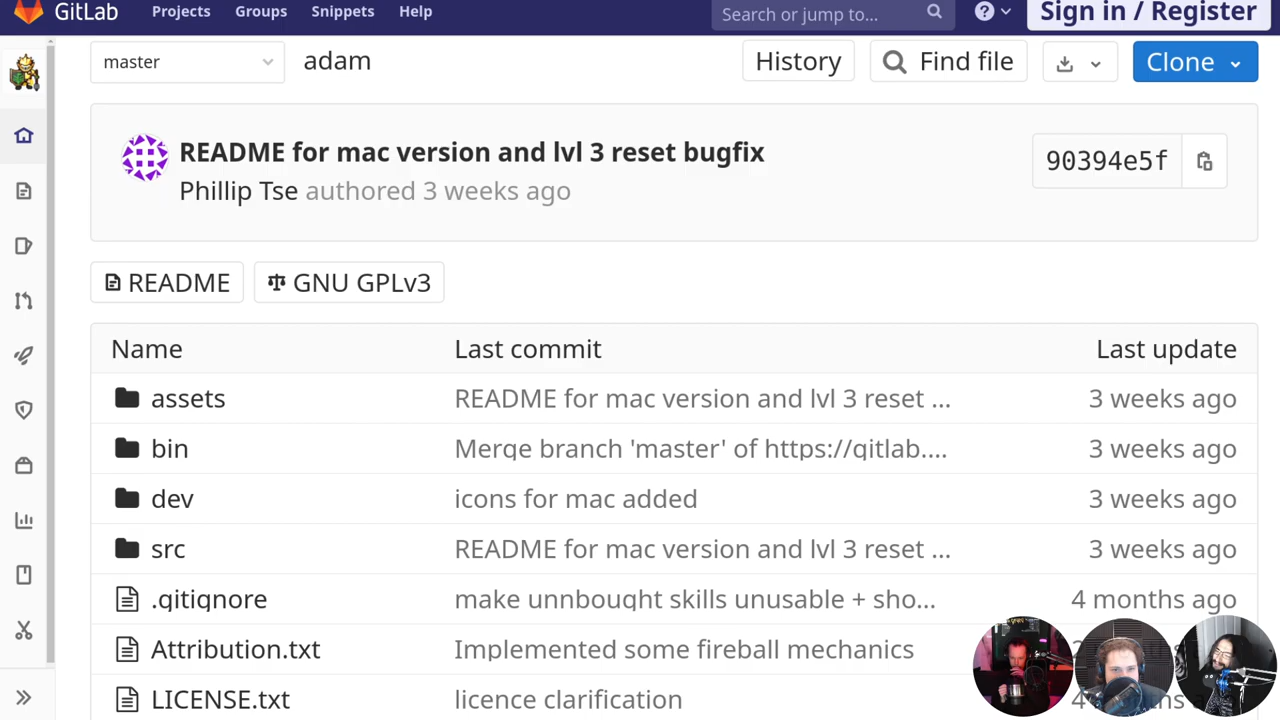 GitLab Projects Groups Snippets Help Search or jump to... Sign in / Register
master adam History Find file Clone
README for mac version and lvl 3 reset bugfix
Phillip Tse authored 3 weeks ago
90394e5f
README GNU GPLv3
Name Last commit Last update
assets README for mac version and lvl 3 reset ... 3 weeks ago
bin Merge branch 'master' of https://gitlab.... 3 weeks ago
dev icons for mac added 3 weeks ago
src README for mac version and lvl 3 reset ... 3 weeks ago
.gitignore make unnbought skills unusable + sho... 4 months ago
Attribution.txt Implemented some fireball mechanics
LICENSE.txt licence clarification